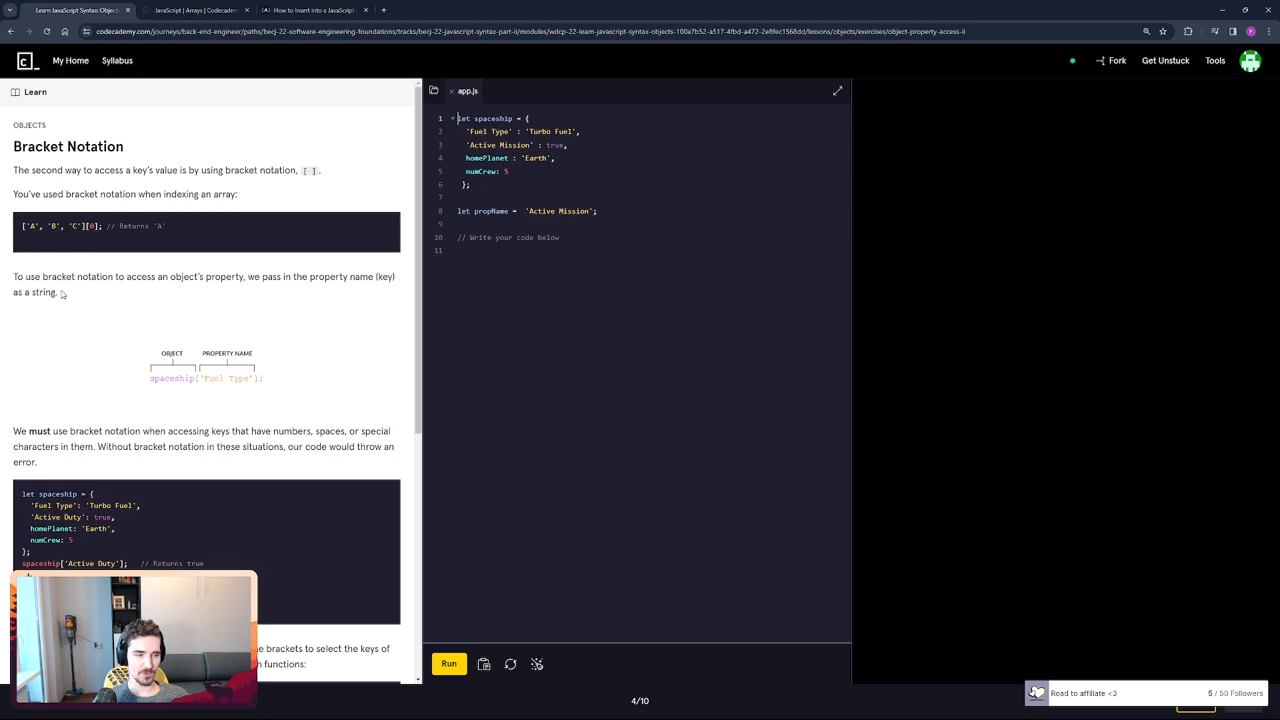 Learn JavaScript Syntax: Objects
JavaScript | Arrays | Codecadem
How to Insert into a JavaScript
codecademy.com/journeys/back-end-engineer/paths/becj-22-software-engineering-foundations/tracks/becj-22-javascript-syntax-part-ii/modules/wdcp-22-learn-javascript-syntax-objects-100a7b52-a517-4fbd-a472-2e8fec1568dd/lessons/objects/exercises/object-property-access-ii
c_ My Home Syllabus Fork Get Unstuck Tools
Learn
app.js
OBJECTS
Bracket Notation
The second way to access a key's value is by using bracket notation, [ ].
You've used bracket notation when indexing an array:
['A', 'B', 'C'][0]; // Returns 'A'
To use bracket notation to access an object's property, we pass in the property name (key)
as a string.
OBJECT PROPERTY NAME
spaceship['Fuel Type'];
We must use bracket notation when accessing keys that have numbers, spaces, or special
characters in them. Without bracket notation in these situations, our code would throw an
error.
let spaceship = {
'Fuel Type': 'Turbo Fuel',
'Active Duty': true,
homePlanet: 'Earth',
numCrew: 5
};
spaceship['Active Duty']; // Returns true
e brackets to select the keys of
h functions:
1 let spaceship = {
2 'Fuel Type' : 'Turbo Fuel',
3 'Active Mission' : true,
4 homePlanet : 'Earth',
5 numCrew: 5
6 };
7
8 let propName = 'Active Mission';
9
10 // Write your code below
11
Run
4/10
Road to affiliate <3 5 / 50 Followers